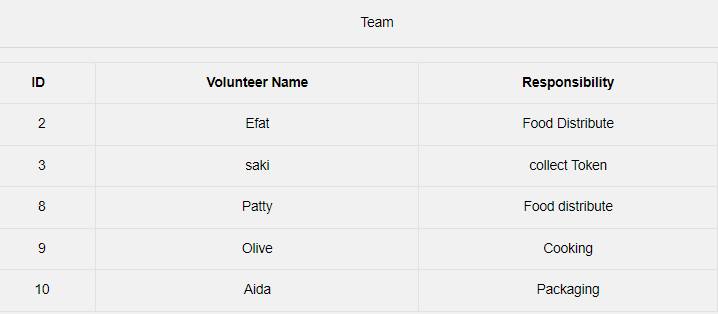 Team
ID Volunteer Name Responsibility
2 Efat Food Distribute
3 saki collect Token
8 Patty Food distribute
9 Olive Cooking
10 Aida Packaging